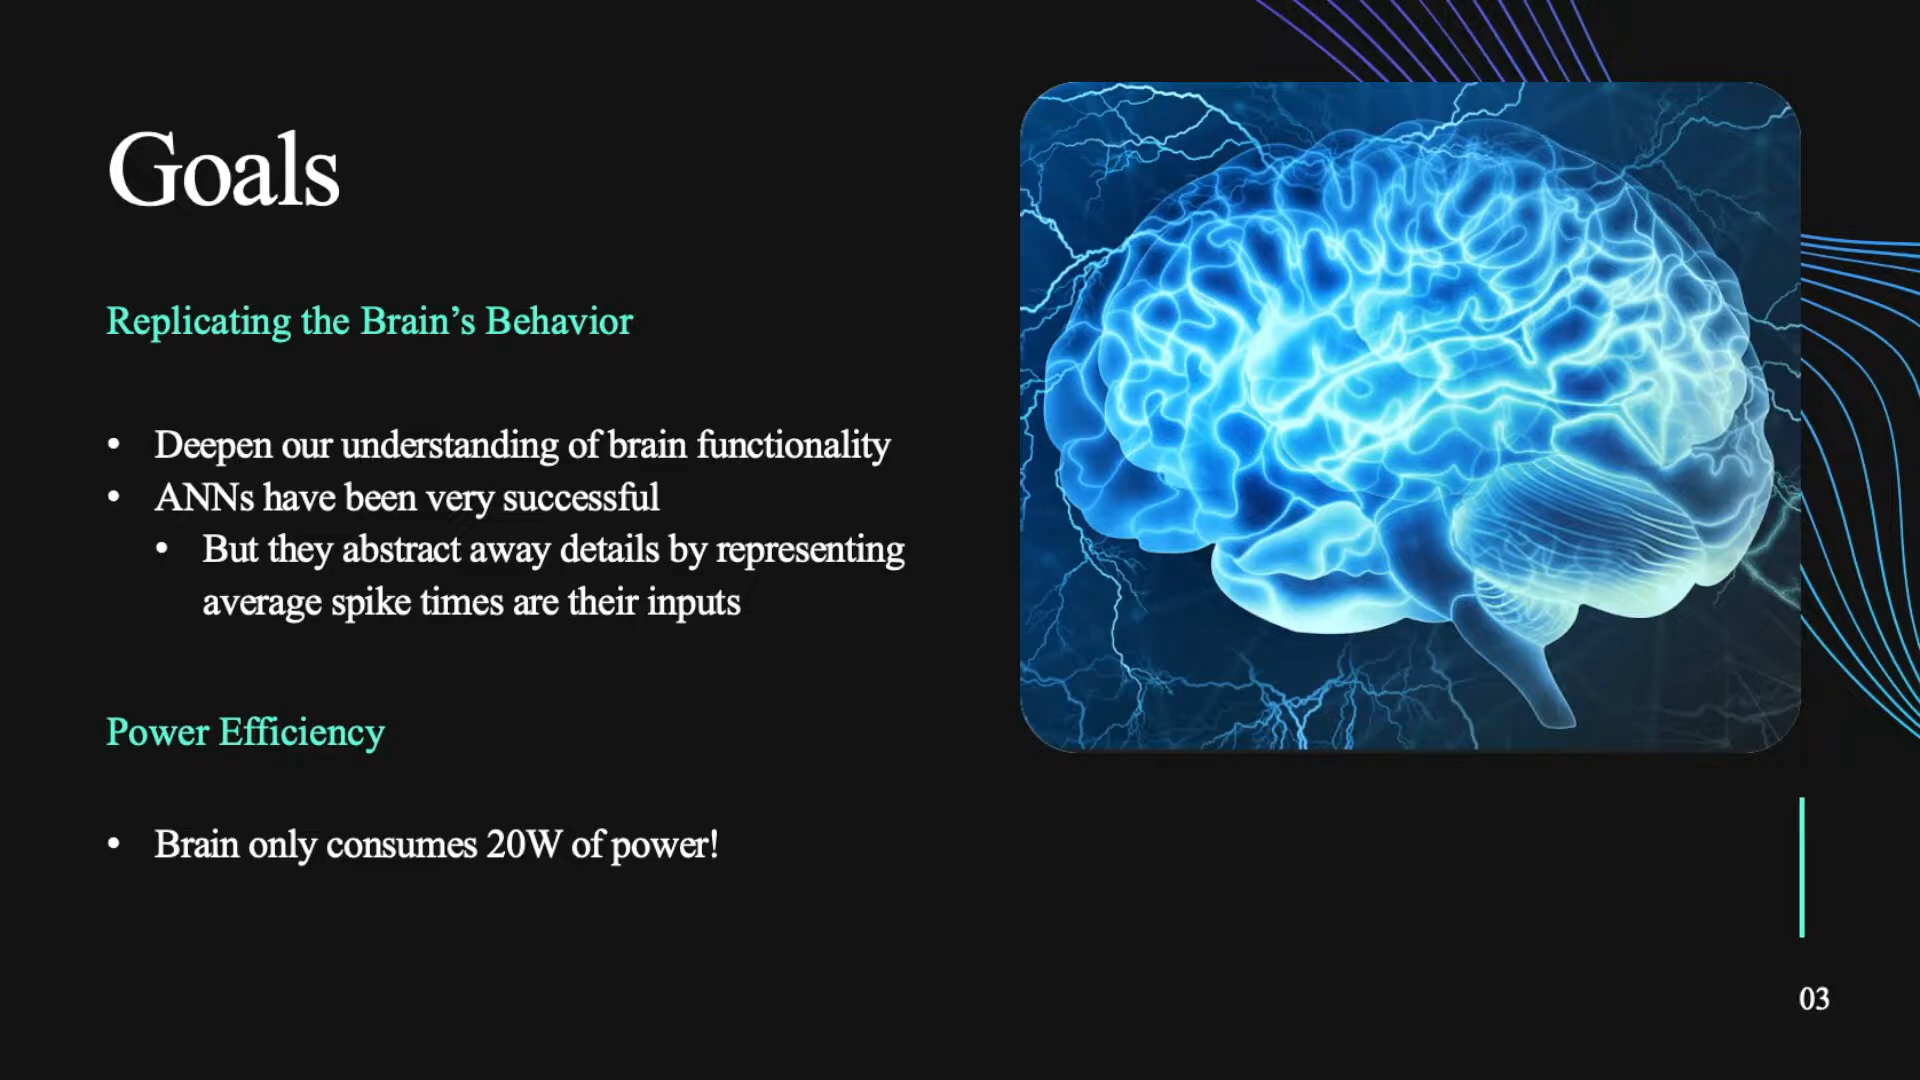 Goals
Replicating the Brain’s Behavior
• Deepen our understanding of brain functionality
• ANNs have been very successful
• But they abstract away details by representing
average spike times are their inputs
Power Efficiency
• Brain only consumes 20W of power!
03